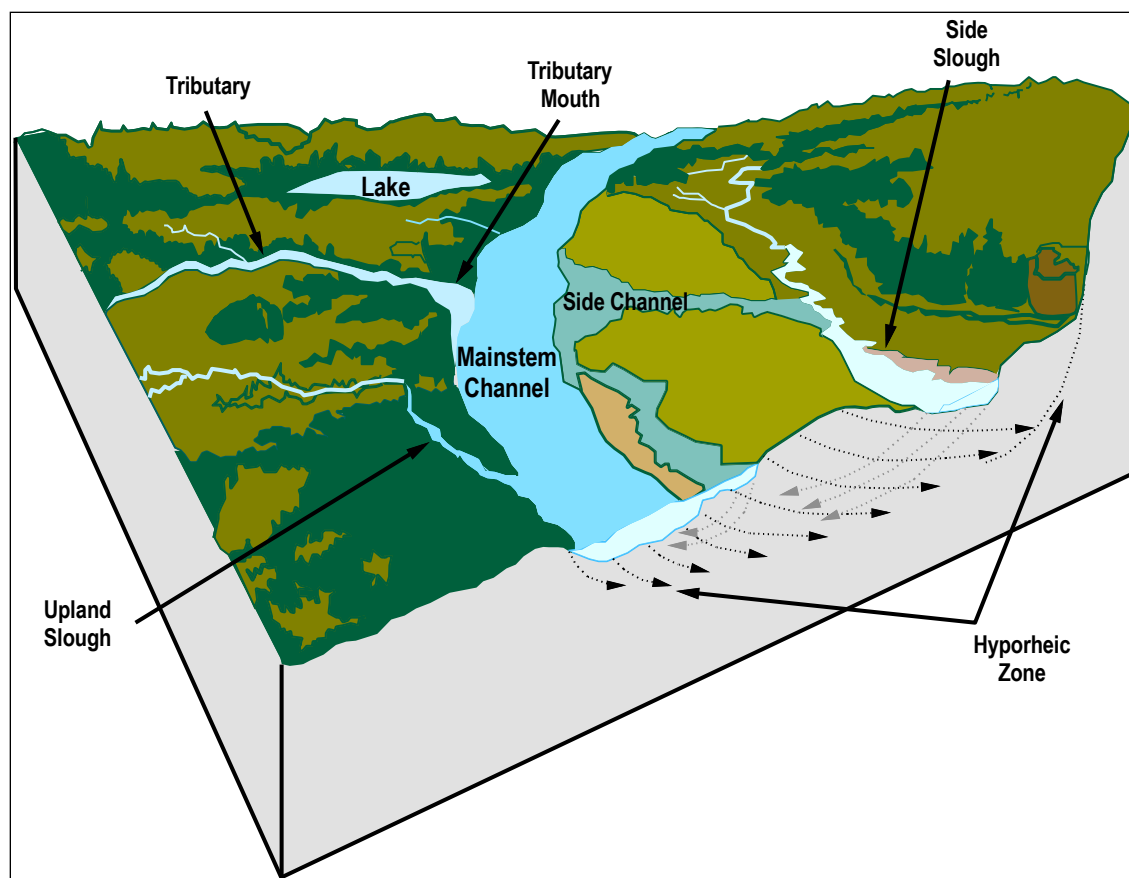 Side
Slough
Tributary
Tributary
Mouth
Lake
Side Channel
Mainstem
Channel
Upland
Slough
Hyporheic
Zone